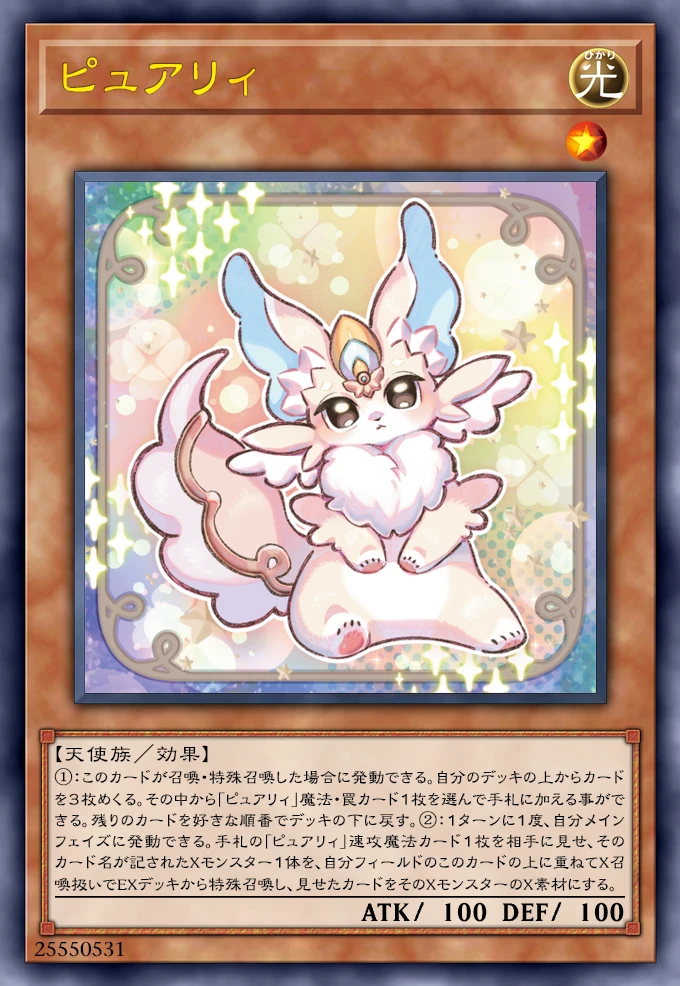 ピュアリィ
ひかり
光
【天使族／効果】
①：このカードが召喚・特殊召喚した場合に発動できる。自分のデッキの上からカード
を３枚めくる。その中から「ピュアリィ」魔法・罠カード１枚を選んで手札に加える事がで
きる。残りのカードを好きな順番でデッキの下に戻す。②：１ターンに１度、自分メイン
フェイズに発動できる。手札の「ピュアリィ」速攻魔法カード１枚を相手に見せ、その
カード名が記されたXモンスター１体を、自分フィールドのこのカードの上に重ねてX召
喚扱いでEXデッキから特殊召喚し、見せたカードをそのXモンスターのX素材にする。
ATK/ 100 DEF/ 100
25550531